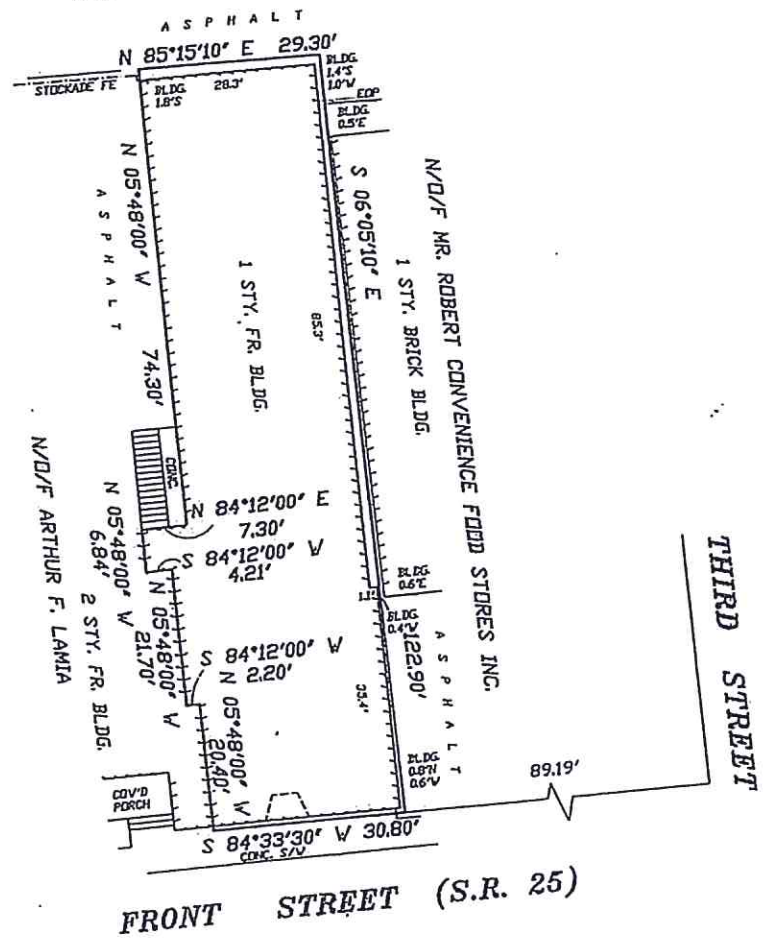 ASPHALT
N 85°15'10" E 29.30'
STOCKADE FE
BLDG.
1.8'S
28.3'
BLDG.
1.4'S
1.0'W
EOP
BLDG.
0.5'E
N 05°48'00" W
74.30'
ASPHALT
1 STY. FR. BLDG.
85.3'
S 06°05'10" E
122.90'
1 STY. BRICK BLDG.
N/O/F MR. ROBERT CONVENIENCE FOOD STORES INC.
CONC
N 84°12'00" E
7.30'
S 84°12'00" W
4.21'
N 05°48'00" W
6.84'
N/O/F ARTHUR F. LAMIA
2 STY. FR. BLDG.
N 05°48'00" W
21.70'
S 84°12'00" W
2.20'
N 05°48'00" W
20.40'
BLDG.
0.6'E
1.1'
BLDG.
0.4'W
ASPHALT
35.4'
BLDG.
0.8'N
0.6'W
89.19'
THIRD STREET
COV'D
PORCH
S 84°33'30" W 30.80'
CONC. S/W
FRONT STREET (S.R. 25)